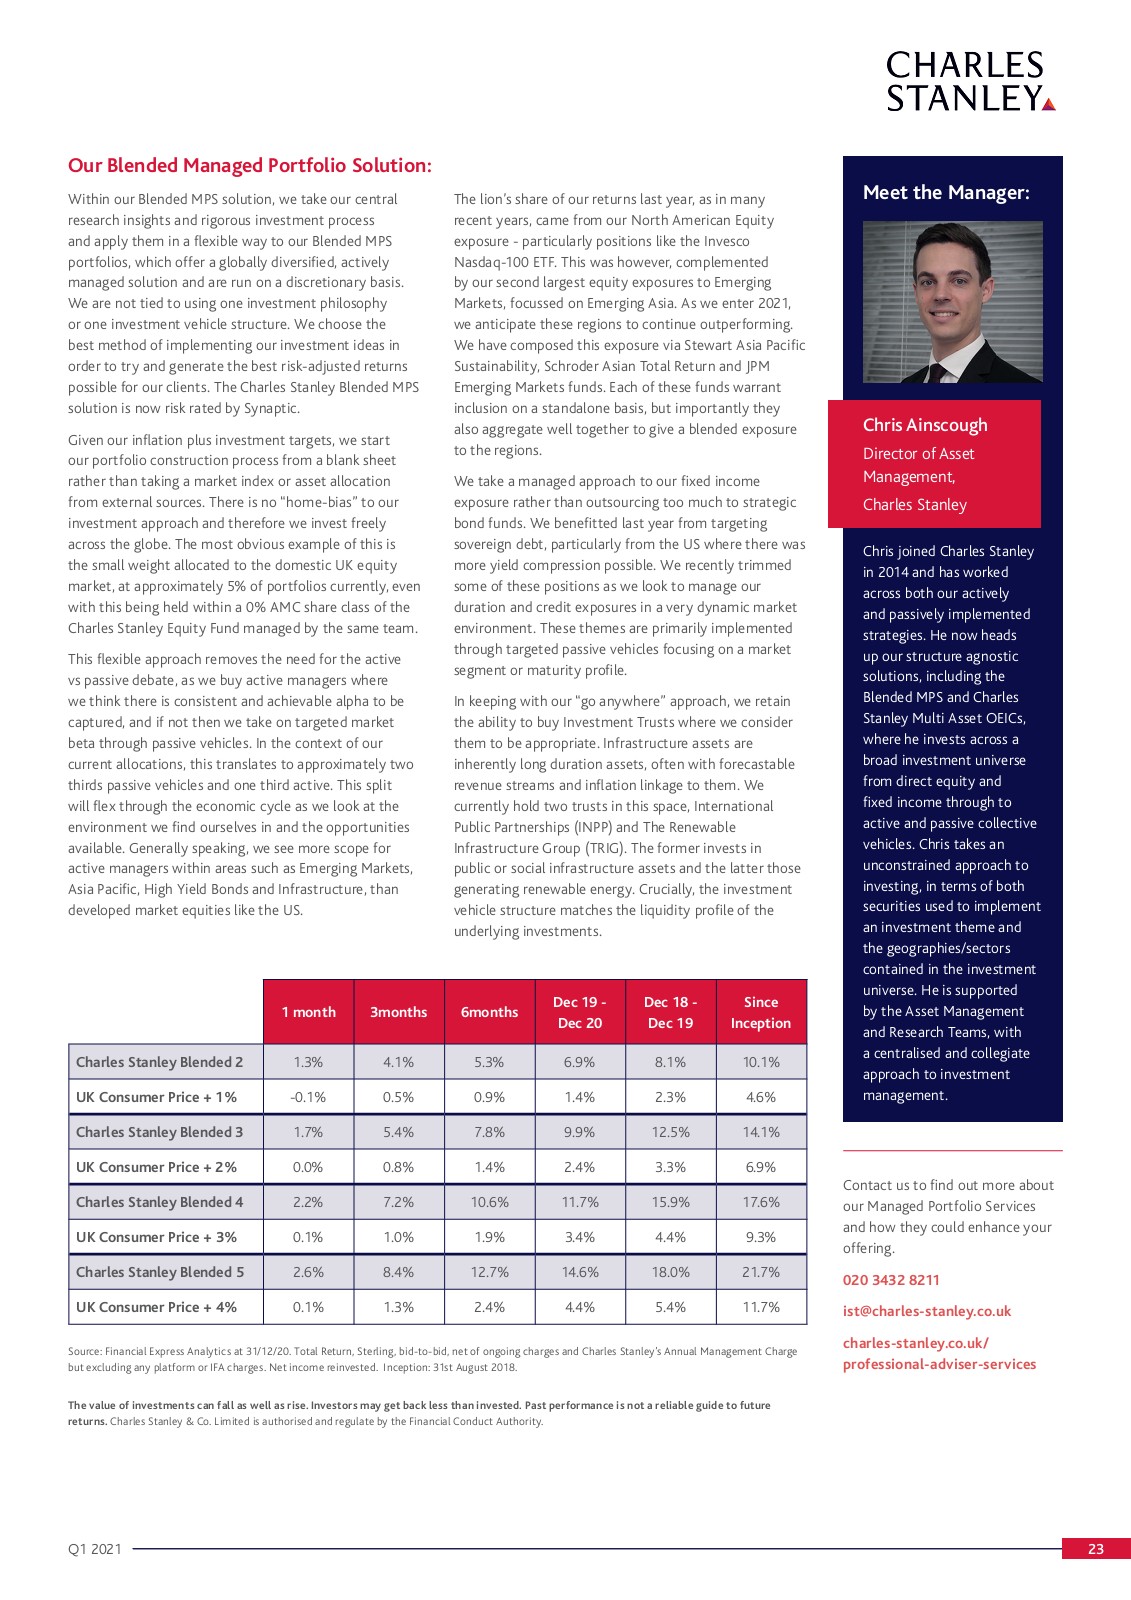 CHARLES
STANLEY
Our Blended Managed Portfolio Solution:
Within our Blended MPS solution, we take our central
research insights and rigorous investment process
and apply them in a flexible way to our Blended MPS
portfolios, which offer a globally diversified, actively
managed solution and are run on a discretionary basis.
We are not tied to using one investment philosophy
or one investment vehicle structure. We choose the
best method of implementing our investment ideas in
order to try and generate the best risk-adjusted returns
possible for our clients. The Charles Stanley Blended MPS
solution is now risk rated by Synaptic.
Given our inflation plus investment targets, we start
our portfolio construction process from a blank sheet
rather than taking a market index or asset allocation
from external sources. There is no “home-bias” to our
investment approach and therefore we invest freely
across the globe. The most obvious example of this is
the small weight allocated to the domestic UK equity
market, at approximately 5% of portfolios currently, even
with this being held within a 0% AMC share class of the
Charles Stanley Equity Fund managed by the same team.
This flexible approach removes the need for the active
vs passive debate, as we buy active managers where
we think there is consistent and achievable alpha to be
captured, and if not then we take on targeted market
beta through passive vehicles. In the context of our
current allocations, this translates to approximately two
thirds passive vehicles and one third active. This split
will flex through the economic cycle as we look at the
environment we find ourselves in and the opportunities
available. Generally speaking, we see more scope for
active managers within areas such as Emerging Markets,
Asia Pacific, High Yield Bonds and Infrastructure, than
developed market equities like the US.
The lion’s share of our returns last year, as in many
recent years, came from our North American Equity
exposure - particularly positions like the Invesco
Nasdaq-100 ETF. This was however, complemented
by our second largest equity exposures to Emerging
Markets, focussed on Emerging Asia. As we enter 2021,
we anticipate these regions to continue outperforming.
We have composed this exposure via Stewart Asia Pacific
Sustainability, Schroder Asian Total Return and JPM
Emerging Markets funds. Each of these funds warrant
inclusion on a standalone basis, but importantly they
also aggregate well together to give a blended exposure
to the regions.
We take a managed approach to our fixed income
exposure rather than outsourcing too much to strategic
bond funds. We benefitted last year from targeting
sovereign debt, particularly from the US where there was
more yield compression possible. We recently trimmed
some of these positions as we look to manage our
duration and credit exposures in a very dynamic market
environment. These themes are primarily implemented
through targeted passive vehicles focusing on a market
segment or maturity profile.
In keeping with our “go anywhere” approach, we retain
the ability to buy Investment Trusts where we consider
them to be appropriate. Infrastructure assets are
inherently long duration assets, often with forecastable
revenue streams and inflation linkage to them. We
currently hold two trusts in this space, International
Public Partnerships (INPP) and The Renewable
Infrastructure Group (TRIG). The former invests in
public or social infrastructure assets and the latter those
generating renewable energy. Crucially, the investment
vehicle structure matches the liquidity profile of the
underlying investments.
1 month 3months 6months Dec 19 - Dec 20 Dec 18 - Dec 19 Since Inception
Charles Stanley Blended 2 1.3% 4.1% 5.3% 6.9% 8.1% 10.1%
UK Consumer Price + 1% -0.1% 0.5% 0.9% 1.4% 2.3% 4.6%
Charles Stanley Blended 3 1.7% 5.4% 7.8% 9.9% 12.5% 14.1%
UK Consumer Price + 2% 0.0% 0.8% 1.4% 2.4% 3.3% 6.9%
Charles Stanley Blended 4 2.2% 7.2% 10.6% 11.7% 15.9% 17.6%
UK Consumer Price + 3% 0.1% 1.0% 1.9% 3.4% 4.4% 9.3%
Charles Stanley Blended 5 2.6% 8.4% 12.7% 14.6% 18.0% 21.7%
UK Consumer Price + 4% 0.1% 1.3% 2.4% 4.4% 5.4% 11.7%
Source: Financial Express Analytics at 31/12/20. Total Return, Sterling, bid-to-bid, net of ongoing charges and Charles Stanley’s Annual Management Charge
but excluding any platform or IFA charges. Net income reinvested. Inception: 31st August 2018.
The value of investments can fall as well as rise. Investors may get back less than invested. Past performance is not a reliable guide to future
returns. Charles Stanley & Co. Limited is authorised and regulate by the Financial Conduct Authority.
Meet the Manager:
Chris Ainscough
Director of Asset
Management,
Charles Stanley
Chris joined Charles Stanley
in 2014 and has worked
across both our actively
and passively implemented
strategies. He now heads
up our structure agnostic
solutions, including the
Blended MPS and Charles
Stanley Multi Asset OEICs,
where he invests across a
broad investment universe
from direct equity and
fixed income through to
active and passive collective
vehicles. Chris takes an
unconstrained approach to
investing, in terms of both
securities used to implement
an investment theme and
the geographies/sectors
contained in the investment
universe. He is supported
by the Asset Management
and Research Teams, with
a centralised and collegiate
approach to investment
management.
Contact us to find out more about
our Managed Portfolio Services
and how they could enhance your
offering.
020 3432 8211
ist@charles-stanley.co.uk
charles-stanley.co.uk/
professional-adviser-services
Q1 2021
23